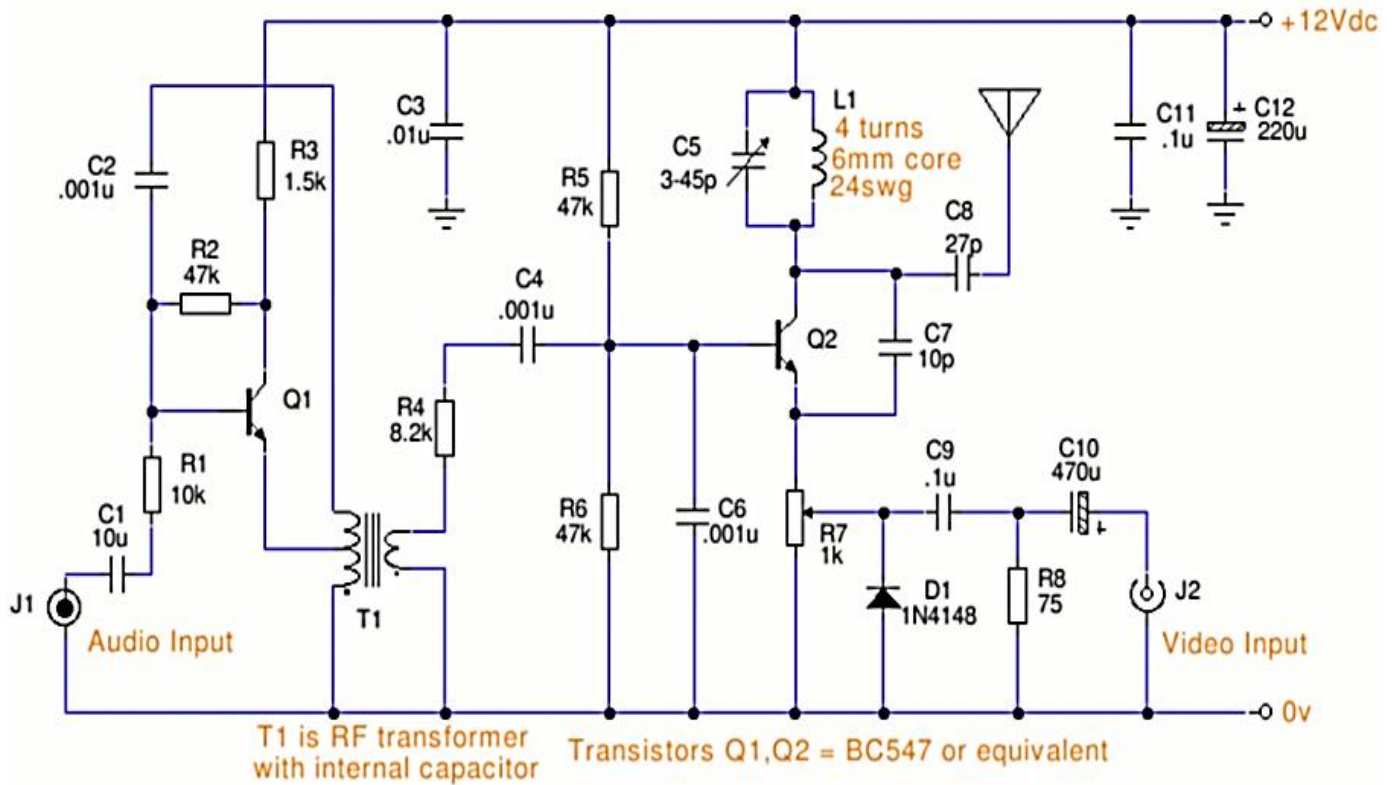 +12Vdc
C3
.01u
L1
4 turns
6mm core
24swg
C11
.1u
+
C12
220u
C2
.001u
R3
1.5k
C5
3-45p
R5
47k
C8
27p
R2
47k
C4
.001u
Q1
Q2
C7
10p
R4
8.2k
R1
10k
C1
10u
R6
47k
C6
.001u
C9
.1u
C10
470u
+
R7
1k
J1
Audio Input
T1
D1
1N4148
R8
75
J2
Video Input
0v
T1 is RF transformer
with internal capacitor
Transistors Q1,Q2 = BC547 or equivalent